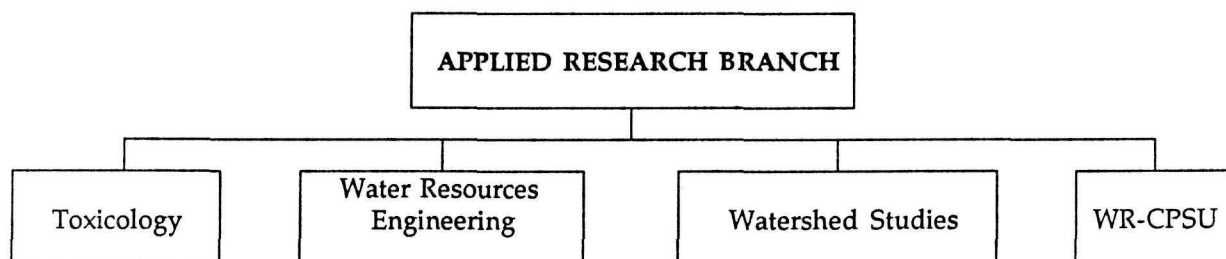 APPLIED RESEARCH BRANCH
Toxicology
Water Resources
Engineering
Watershed Studies
WR-CPSU